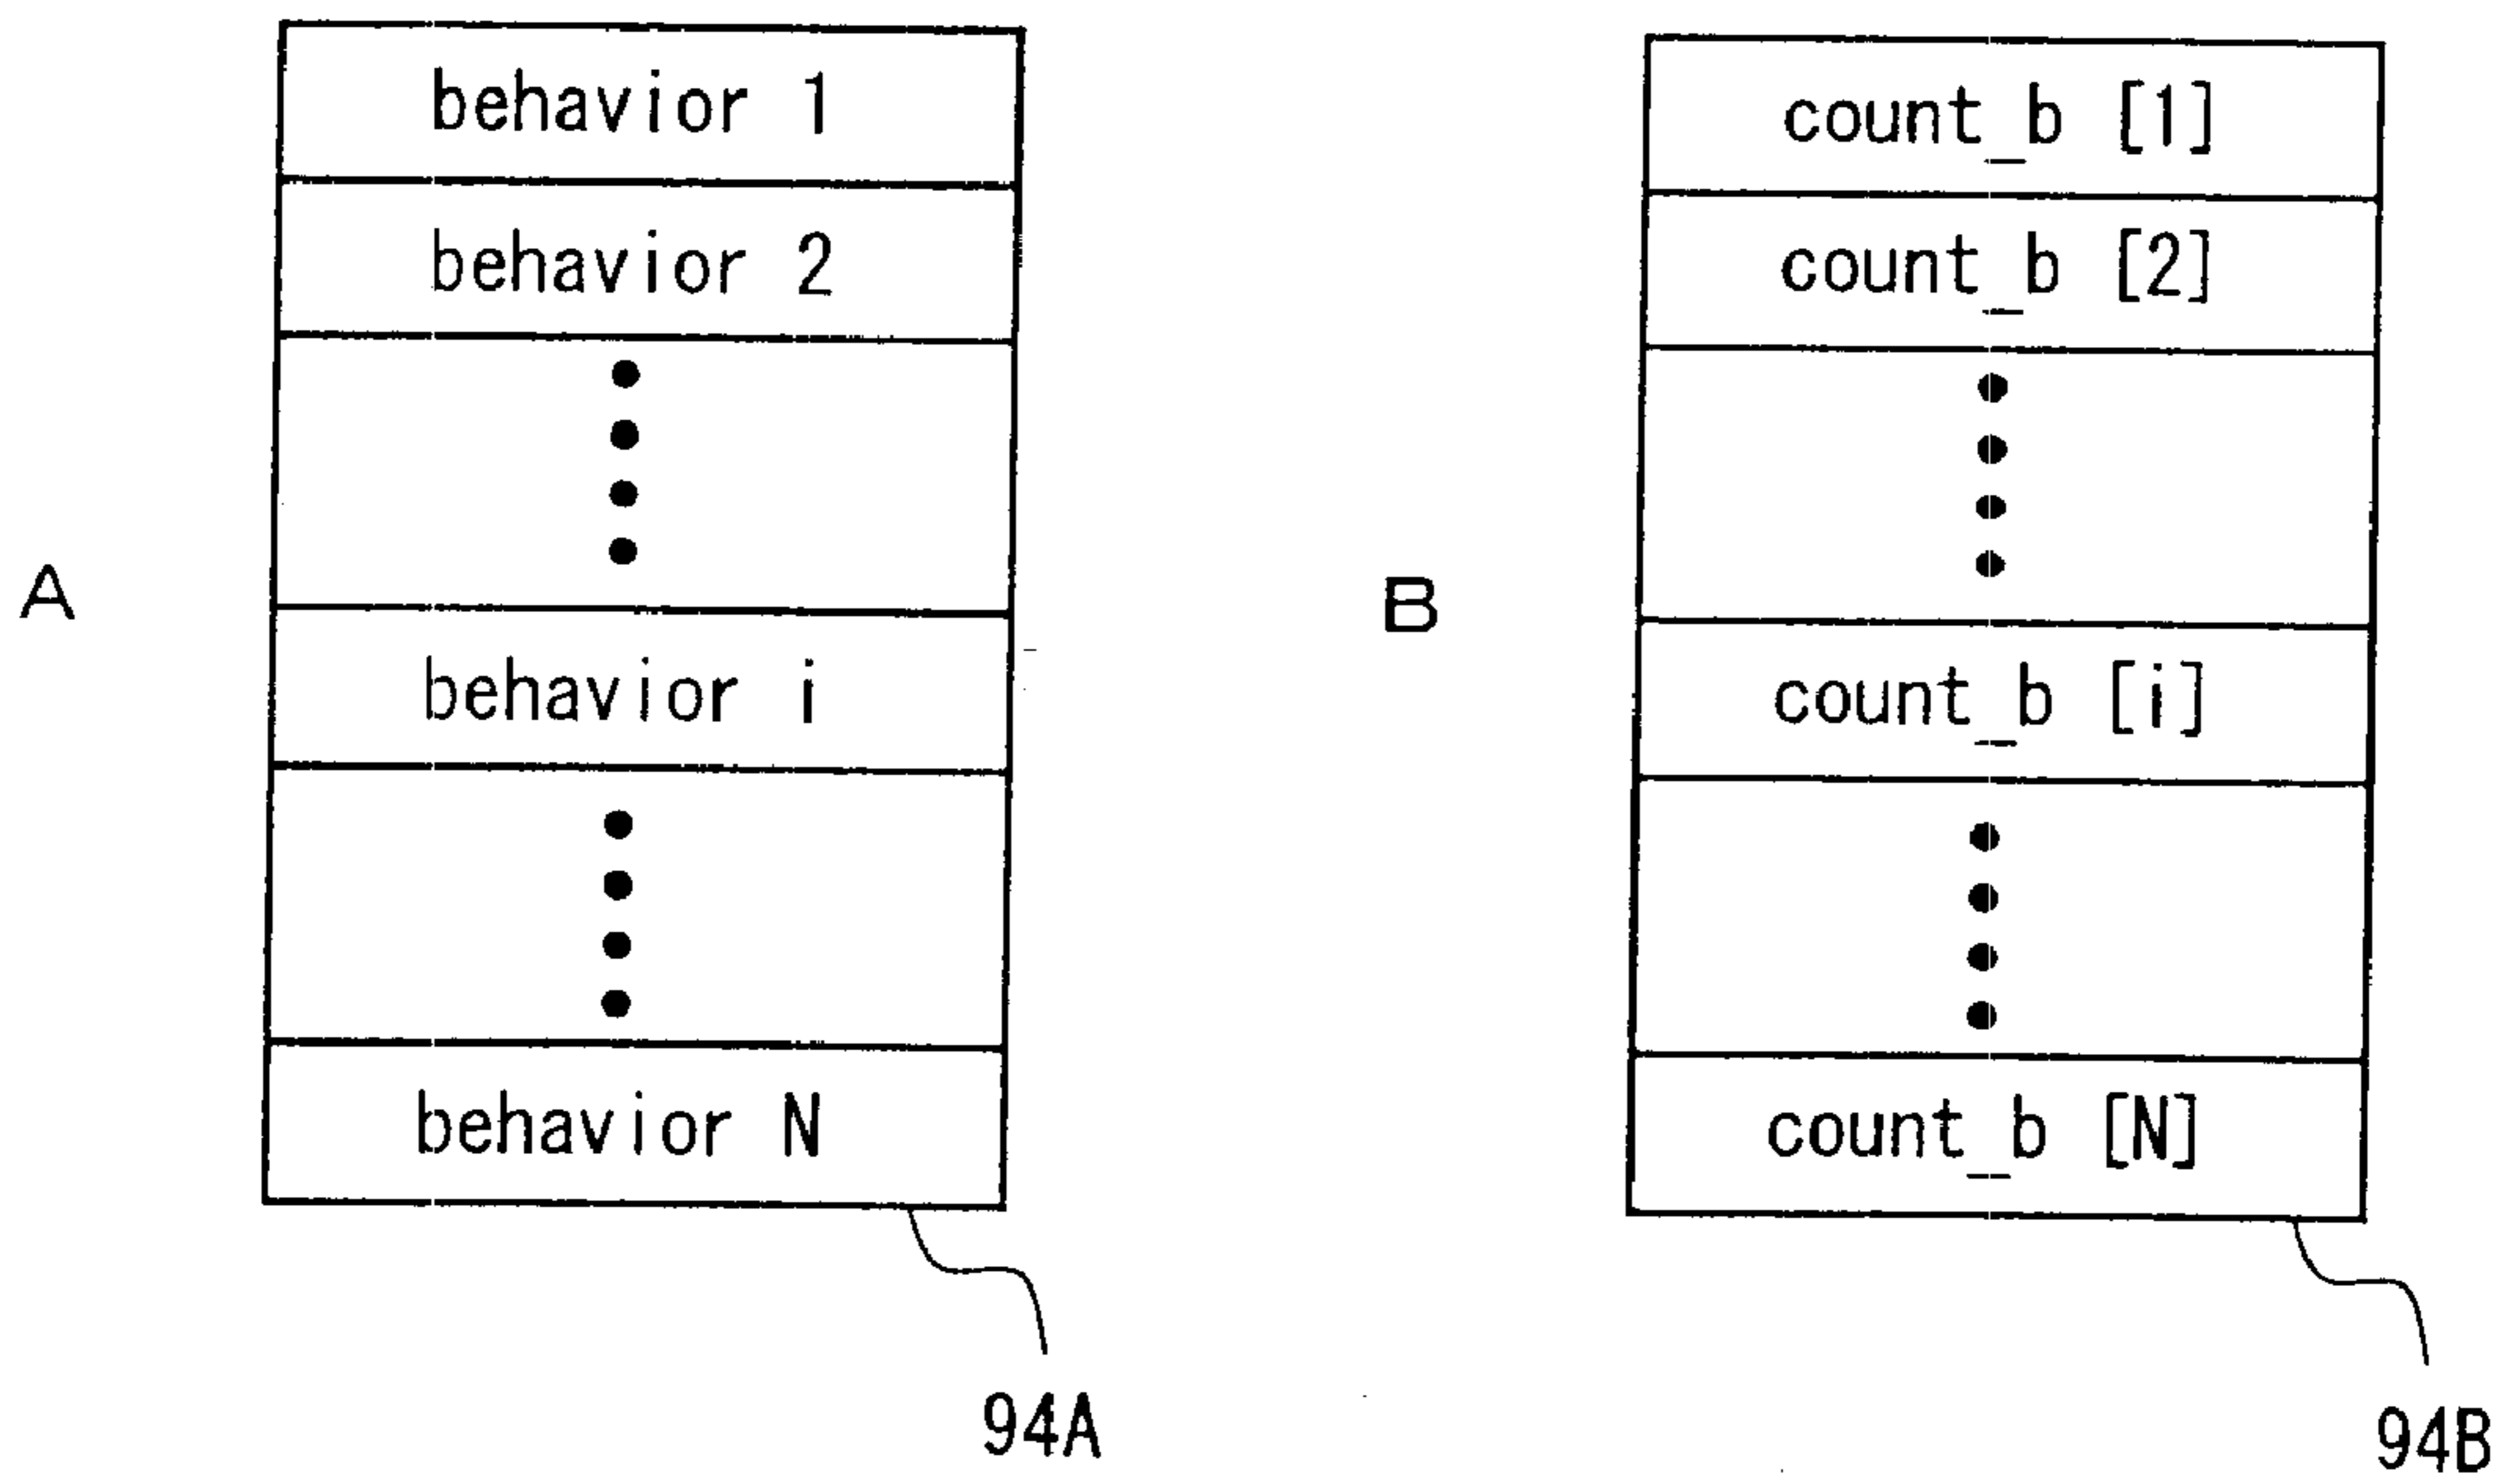 A
behavior 1
behavior 2
behavior i
behavior N
94A
B
count_b [1]
count_b [2]
count_b [i]
count_b [N]
94B